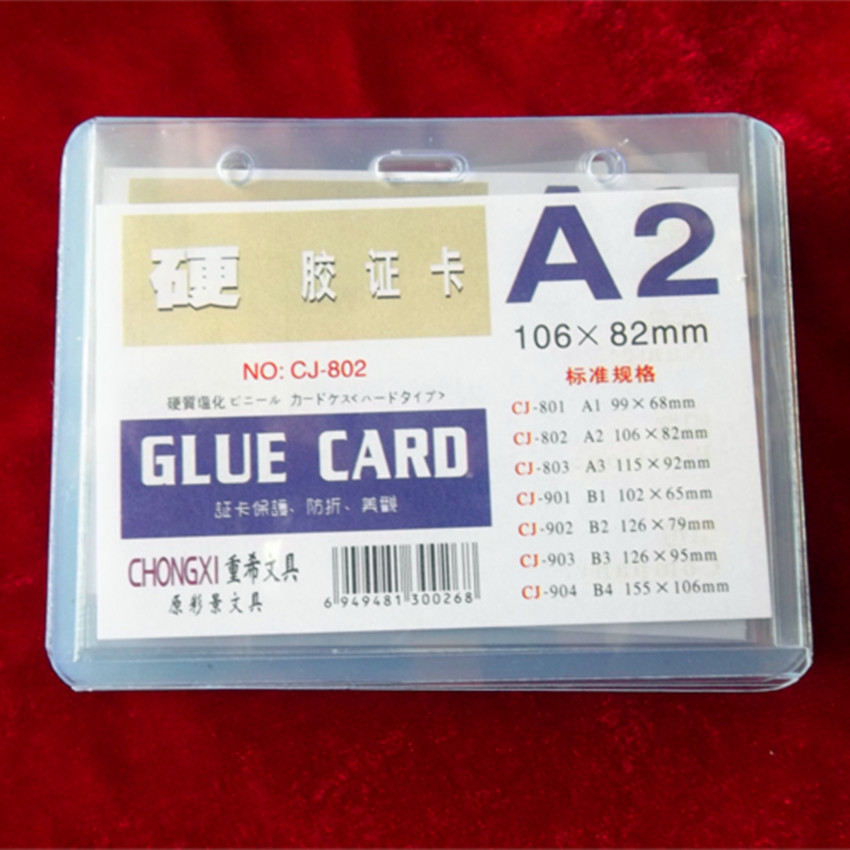 硬 胶 证 卡
A2
106×82mm
NO: CJ-802
硬質塩化ビニール カードケス<ハードタイプ>
GLUE CARD
証卡保護、防折、美觀
CHONGXI 重希文具
原彩景文具
6 949481 300268
标准规格
CJ-801 A1 99×68mm
CJ-802 A2 106×82mm
CJ-803 A3 115×92mm
CJ-901 B1 102×65mm
CJ-902 B2 126×79mm
CJ-903 B3 126×95mm
CJ-904 B4 155×106mm